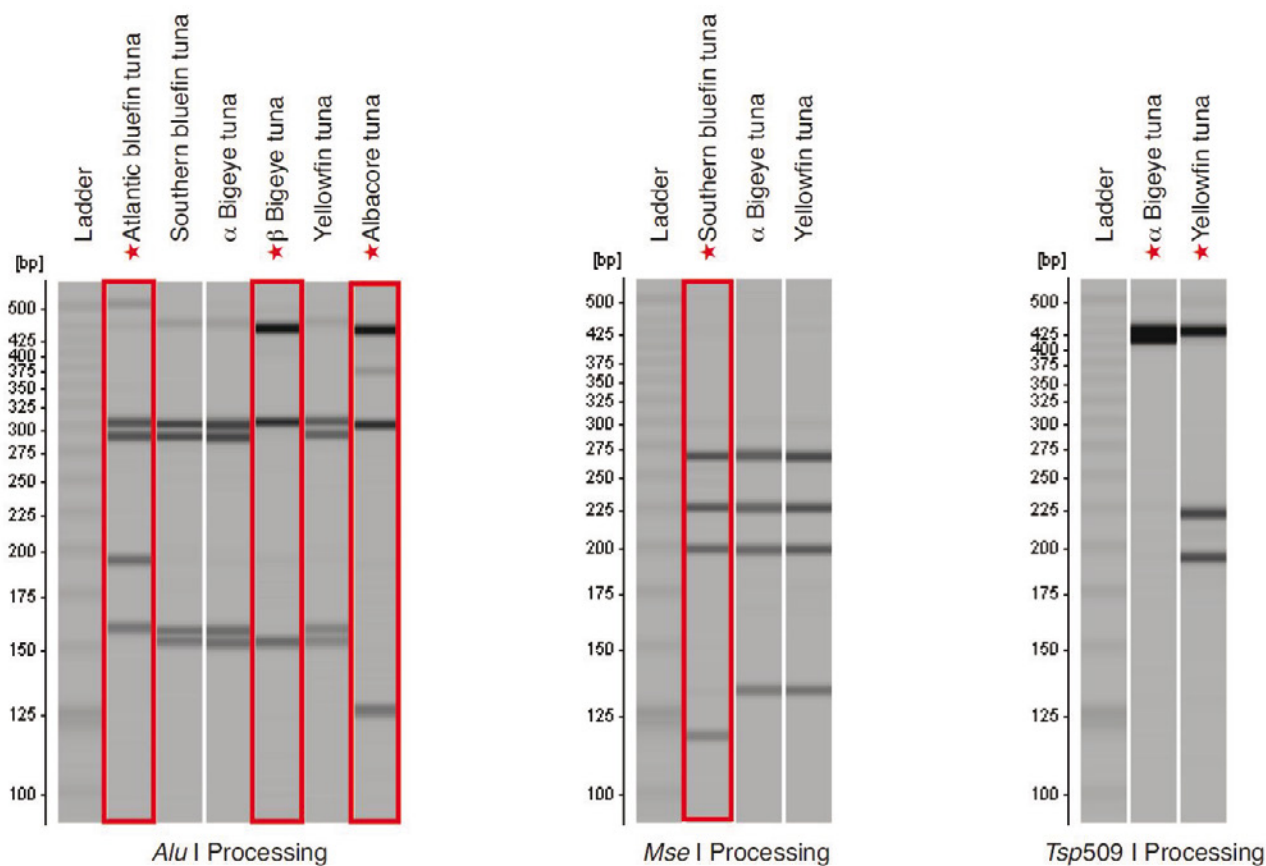 Ladder
★Atlantic bluefin tuna
Southern bluefin tuna
α Bigeye tuna
★β Bigeye tuna
Yellowfin tuna
★Albacore tuna
[bp]
500
425
400
375
350
325
300
275
250
225
200
175
150
125
100
Alu I Processing
Ladder
★Southern bluefin tuna
α Bigeye tuna
Yellowfin tuna
[bp]
500
425
400
375
350
325
300
275
250
225
200
175
150
125
100
Mse I Processing
Ladder
★α Bigeye tuna
★Yellowfin tuna
[bp]
500
425
400
375
350
325
300
275
250
225
200
175
150
125
100
Tsp509 I Processing